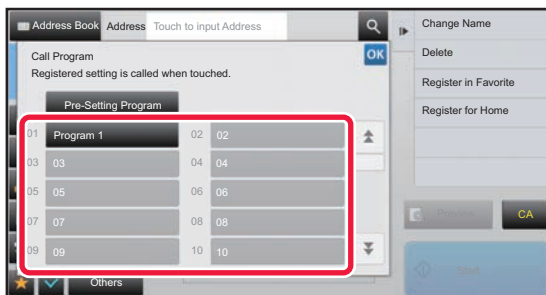 Address Book Address Touch to input Address
Call Program
OK
Registered setting is called when touched.
Pre-Setting Program
01 Program 1 02 02
03 03 04 04
05 05 06 06
07 07 08 08
09 09 10 10
Others
Change Name
Delete
Register in Favorite
Register for Home
Preview
CA
Start